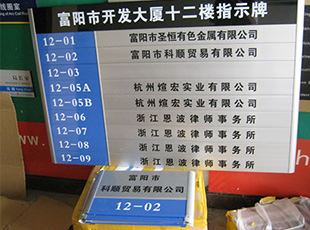 富阳市开发大厦十二楼指示牌
12-01 富阳市圣恒有色金属有限公司
12-02 富阳市科顺贸易有限公司
12-03
12-05A 杭州煊宏实业有限公司
12-05B 杭州煊宏实业有限公司
12-06 浙江恩波律师事务所
12-07 浙江恩波律师事务所
12-08 浙江恩波律师事务所
12-09 浙江恩波律师事务所
富阳市
科顺贸易有限公司
12-02